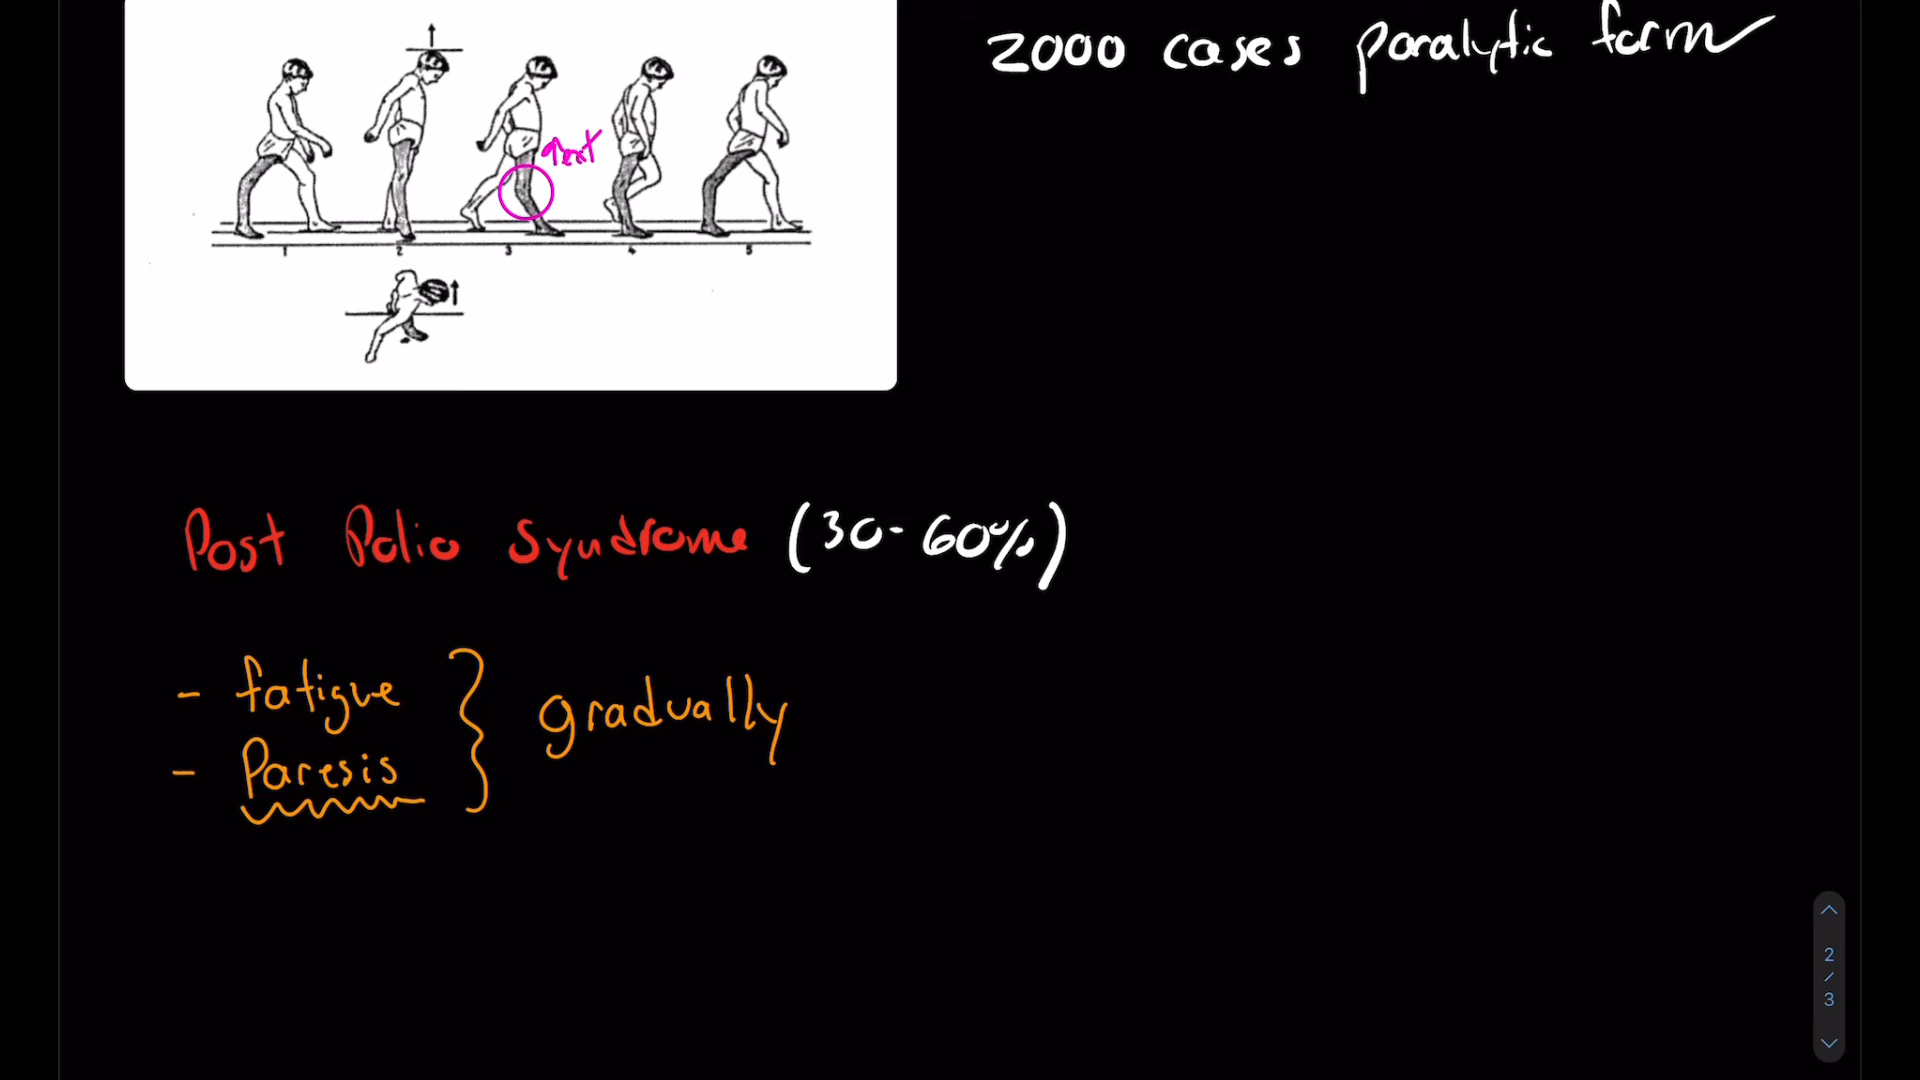 2000 cases paralytic form
1 2 3 4 5
Post Polio Syndrome (30-60%)
- fatigue
gradually
- Paresis
2
/
3